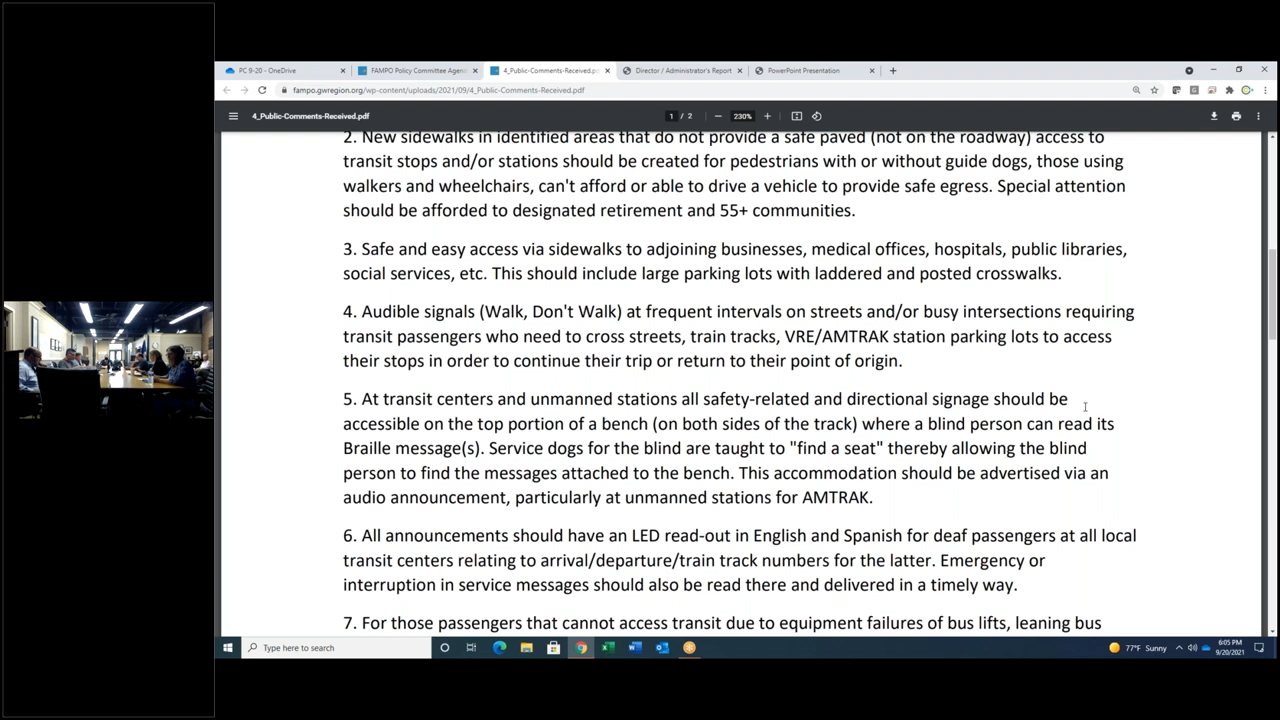 PC 9-20 - OneDrive
FAMPO Policy Committee Agend
4_Public-Comments-Received.pd
Director / Administrator's Report
PowerPoint Presentation
fampo.gwregion.org/wp-content/uploads/2021/09/4_Public-Comments-Received.pdf
4_Public-Comments-Received.pdf
1 / 2
230%
2. New sidewalks in identified areas that do not provide a safe paved (not on the roadway) access to
transit stops and/or stations should be created for pedestrians with or without guide dogs, those using
walkers and wheelchairs, can't afford or able to drive a vehicle to provide safe egress. Special attention
should be afforded to designated retirement and 55+ communities.
3. Safe and easy access via sidewalks to adjoining businesses, medical offices, hospitals, public libraries,
social services, etc. This should include large parking lots with laddered and posted crosswalks.
4. Audible signals (Walk, Don't Walk) at frequent intervals on streets and/or busy intersections requiring
transit passengers who need to cross streets, train tracks, VRE/AMTRAK station parking lots to access
their stops in order to continue their trip or return to their point of origin.
5. At transit centers and unmanned stations all safety-related and directional signage should be
accessible on the top portion of a bench (on both sides of the track) where a blind person can read its
Braille message(s). Service dogs for the blind are taught to "find a seat" thereby allowing the blind
person to find the messages attached to the bench. This accommodation should be advertised via an
audio announcement, particularly at unmanned stations for AMTRAK.
6. All announcements should have an LED read-out in English and Spanish for deaf passengers at all local
transit centers relating to arrival/departure/train track numbers for the latter. Emergency or
interruption in service messages should also be read there and delivered in a timely way.
7. For those passengers that cannot access transit due to equipment failures of bus lifts, leaning bus
Type here to search
77°F Sunny
6:05 PM
9/20/2021